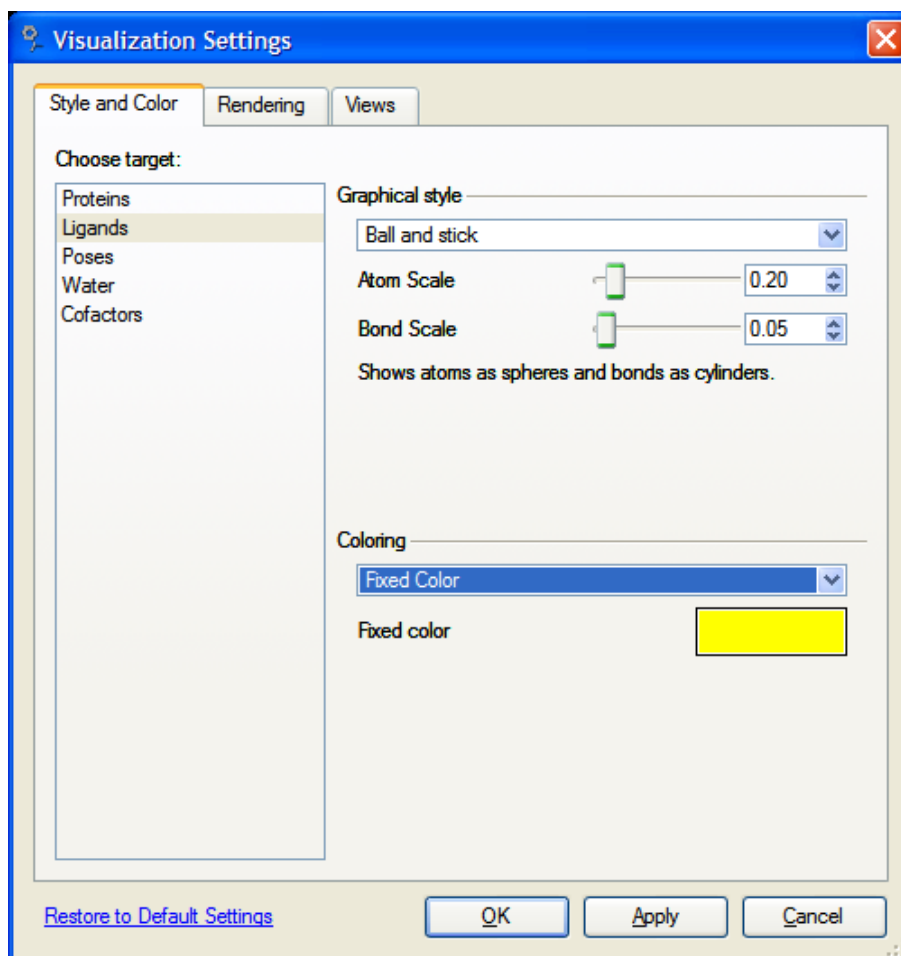 Visualization Settings
Style and Color
Rendering
Views
Choose target:
Proteins
Ligands
Poses
Water
Cofactors
Graphical style
Ball and stick
Atom Scale
0.20
Bond Scale
0.05
Shows atoms as spheres and bonds as cylinders.
Coloring
Fixed Color
Fixed color
Restore to Default Settings
OK
Apply
Cancel